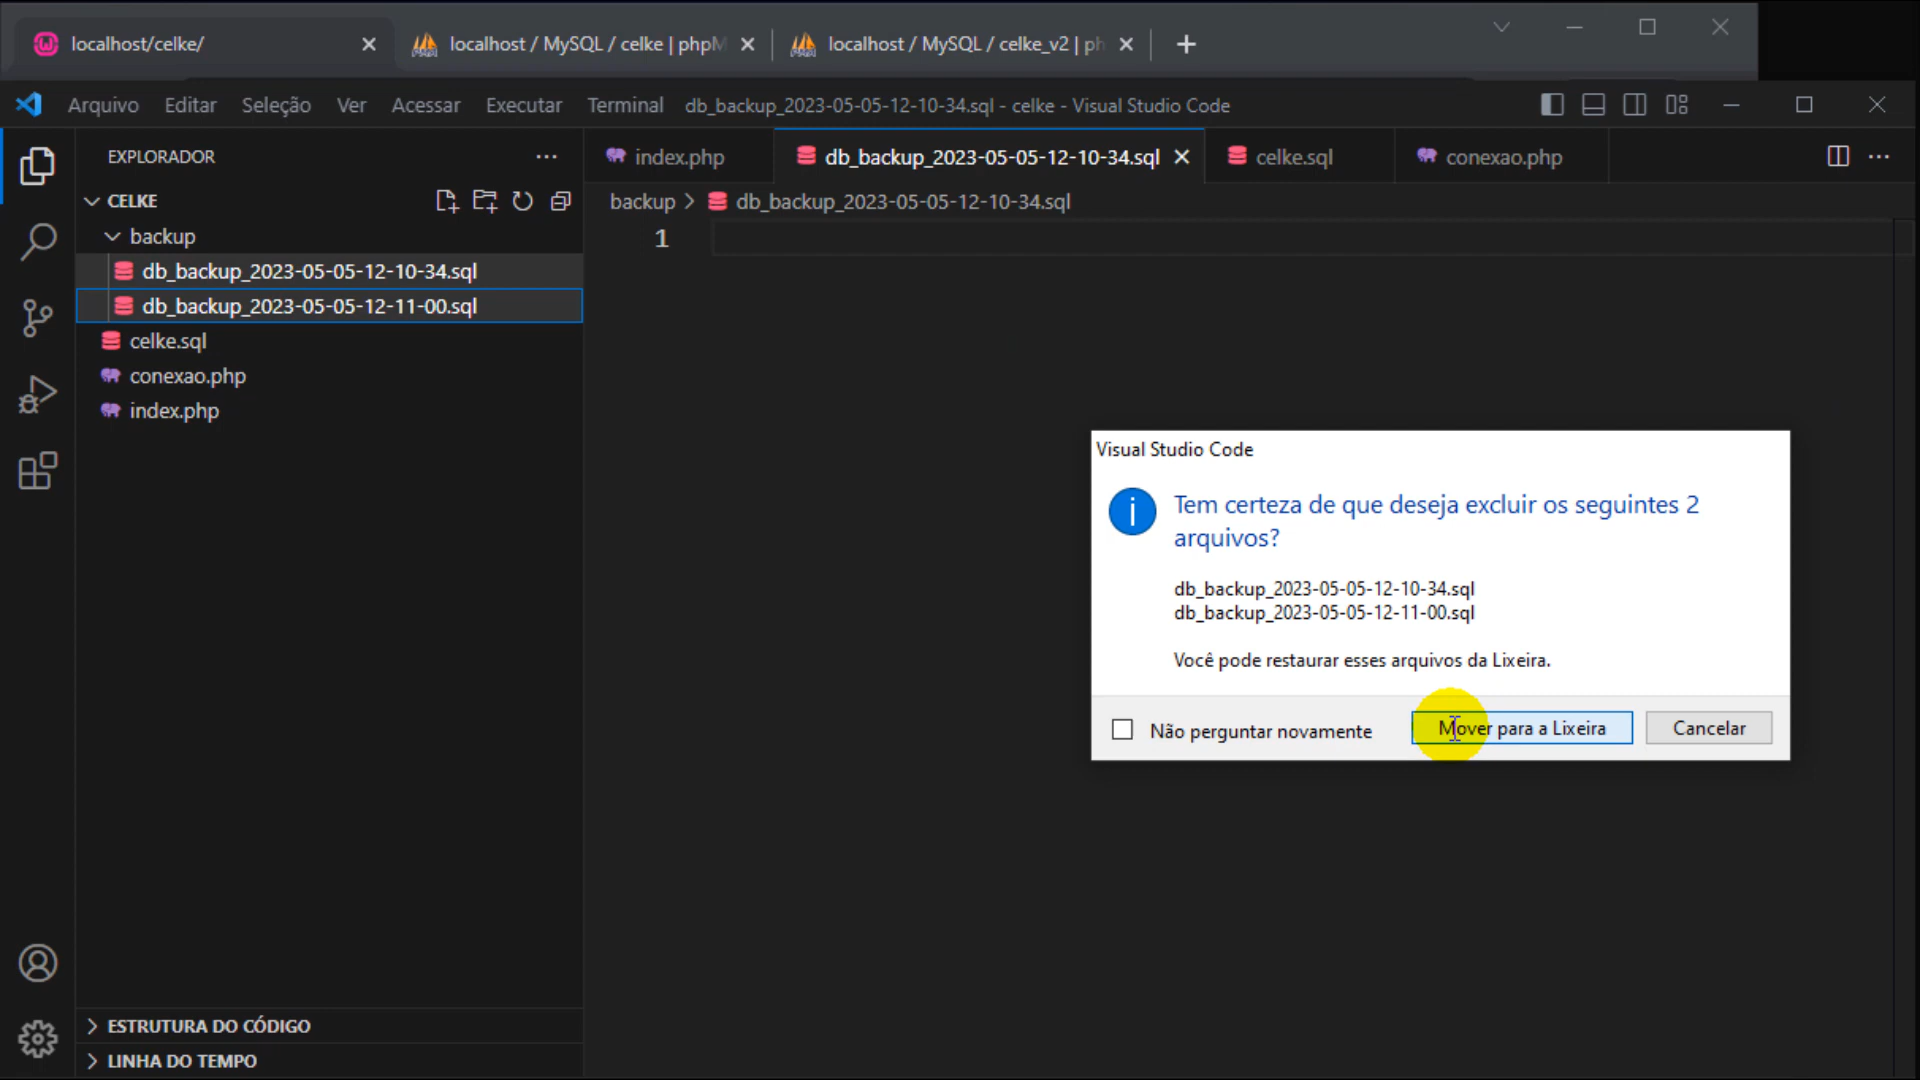 localhost/celke/
localhost / MySQL / celke | phpM
localhost / MySQL / celke_v2 | ph
Arquivo Editar Seleção Ver Acessar Executar Terminal db_backup_2023-05-05-12-10-34.sql - celke - Visual Studio Code
EXPLORADOR
CELKE
backup
db_backup_2023-05-05-12-10-34.sql
db_backup_2023-05-05-12-11-00.sql
celke.sql
conexao.php
index.php
index.php
db_backup_2023-05-05-12-10-34.sql
celke.sql
conexao.php
backup > db_backup_2023-05-05-12-10-34.sql
1
Visual Studio Code
Tem certeza de que deseja excluir os seguintes 2
arquivos?
db_backup_2023-05-05-12-10-34.sql
db_backup_2023-05-05-12-11-00.sql
Você pode restaurar esses arquivos da Lixeira.
Não perguntar novamente
Mover para a Lixeira
Cancelar
ESTRUTURA DO CÓDIGO
LINHA DO TEMPO